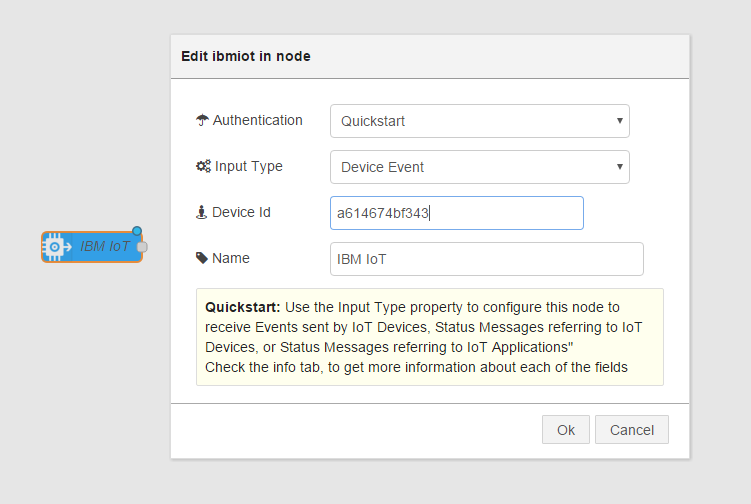 Edit ibmiot in node
Authentication
Quickstart
Input Type
Device Event
Device Id
a614674bf343
IBM IoT
Name
IBM IoT
Quickstart: Use the Input Type property to configure this node to
receive Events sent by IoT Devices, Status Messages referring to IoT
Devices, or Status Messages referring to IoT Applications"
Check the info tab, to get more information about each of the fields
Ok
Cancel